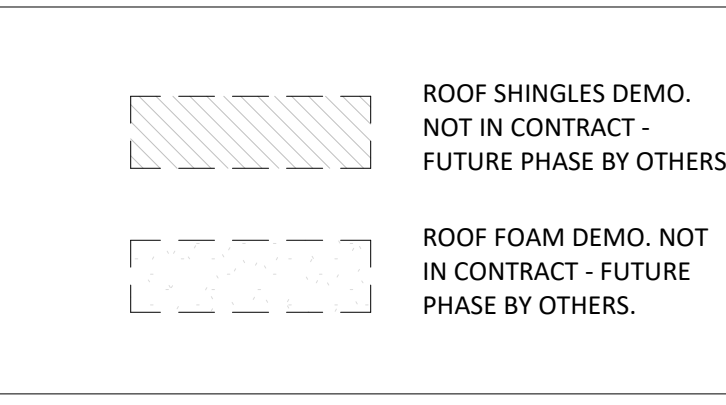 ROOF SHINGLES DEMO.
NOT IN CONTRACT -
FUTURE PHASE BY OTHERS
ROOF FOAM DEMO. NOT
IN CONTRACT - FUTURE
PHASE BY OTHERS.